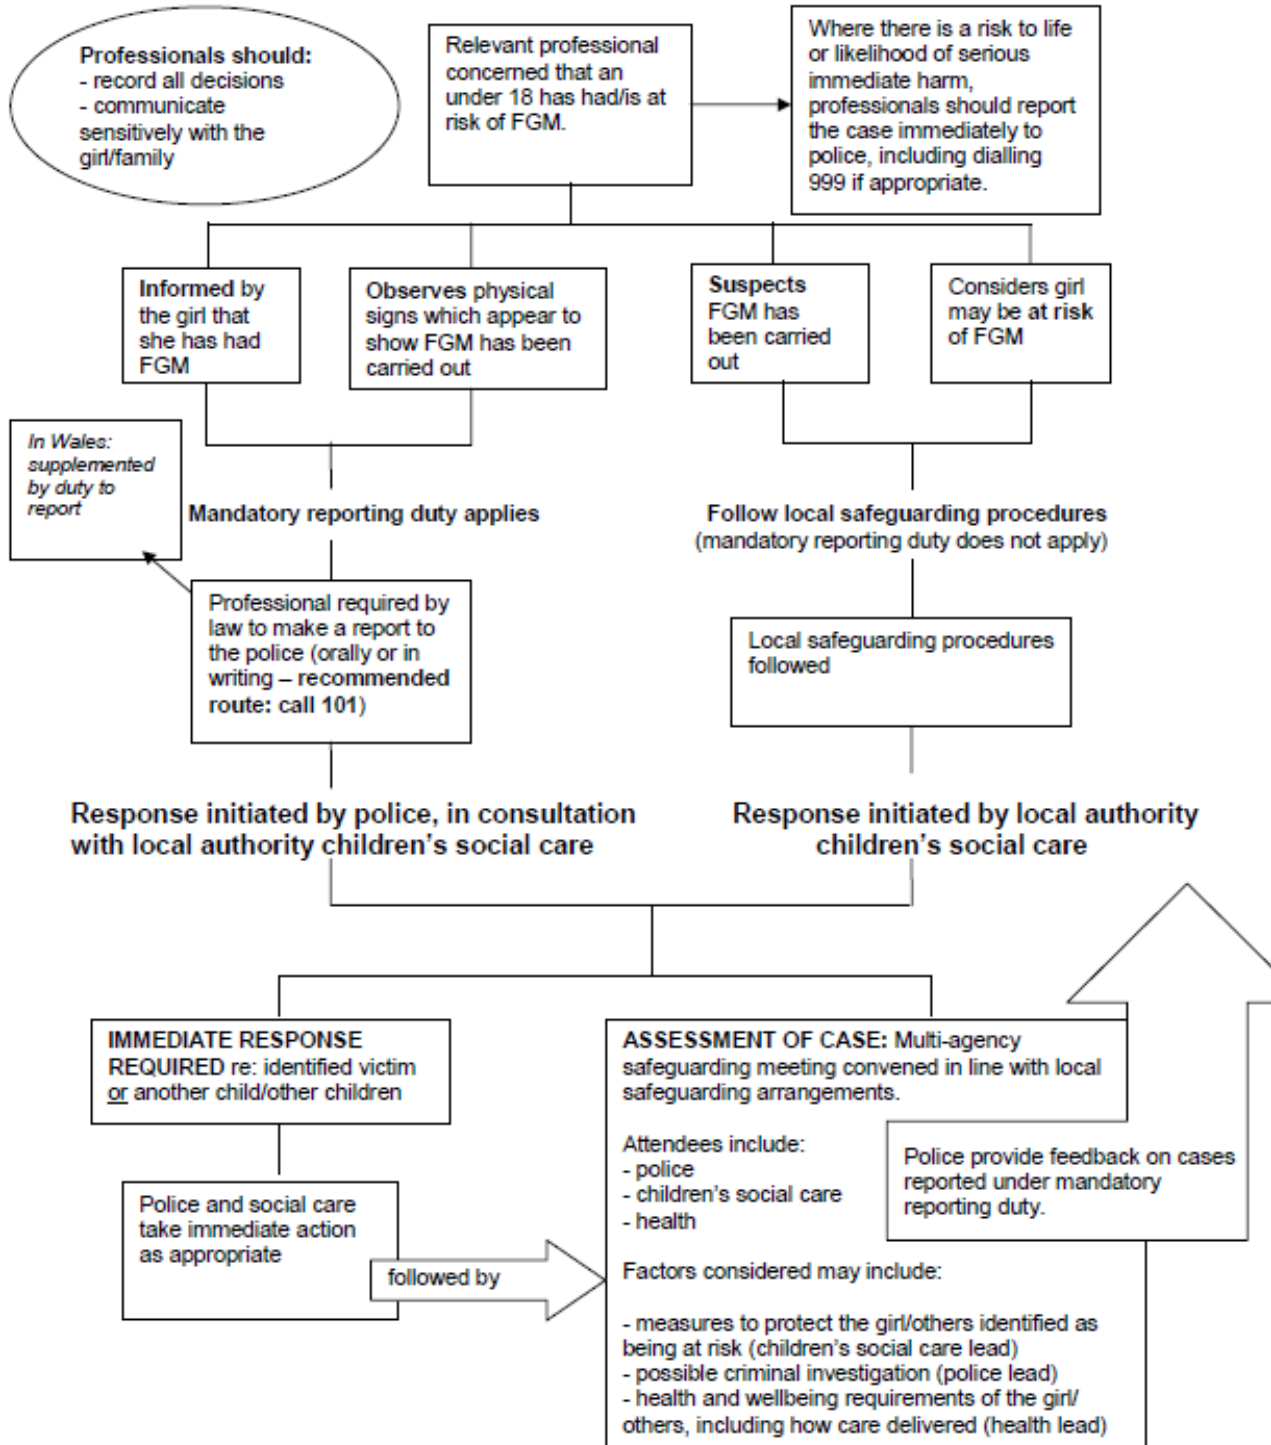 Professionals should:
- record all decisions
- communicate
sensitively with the
girl/family
Relevant professional
concerned that an
under 18 has had/is at
risk of FGM.
Where there is a risk to life
or likelihood of serious
immediate harm,
professionals should report
the case immediately to
police, including dialling
999 if appropriate.
Informed by
the girl that
she has had
FGM
Observes physical
signs which appear to
show FGM has been
carried out
Suspects
FGM has
been carried
out
Considers girl
may be at risk
of FGM
In Wales:
supplemented
by duty to
report
Mandatory reporting duty applies
Follow local safeguarding procedures
(mandatory reporting duty does not apply)
Professional required by
law to make a report to
the police (orally or in
writing – recommended
route: call 101)
Local safeguarding procedures
followed
Response initiated by police, in consultation
with local authority children's social care
Response initiated by local authority
children's social care
IMMEDIATE RESPONSE
REQUIRED re: identified victim
or another child/other children
Police and social care
take immediate action
as appropriate
followed by
ASSESSMENT OF CASE: Multi-agency
safeguarding meeting convened in line with local
safeguarding arrangements.
Attendees include:
- police
- children's social care
- health
Police provide feedback on cases
reported under mandatory
reporting duty.
Factors considered may include:
- measures to protect the girl/others identified as
being at risk (children's social care lead)
- possible criminal investigation (police lead)
- health and wellbeing requirements of the girl/
others, including how care delivered (health lead)